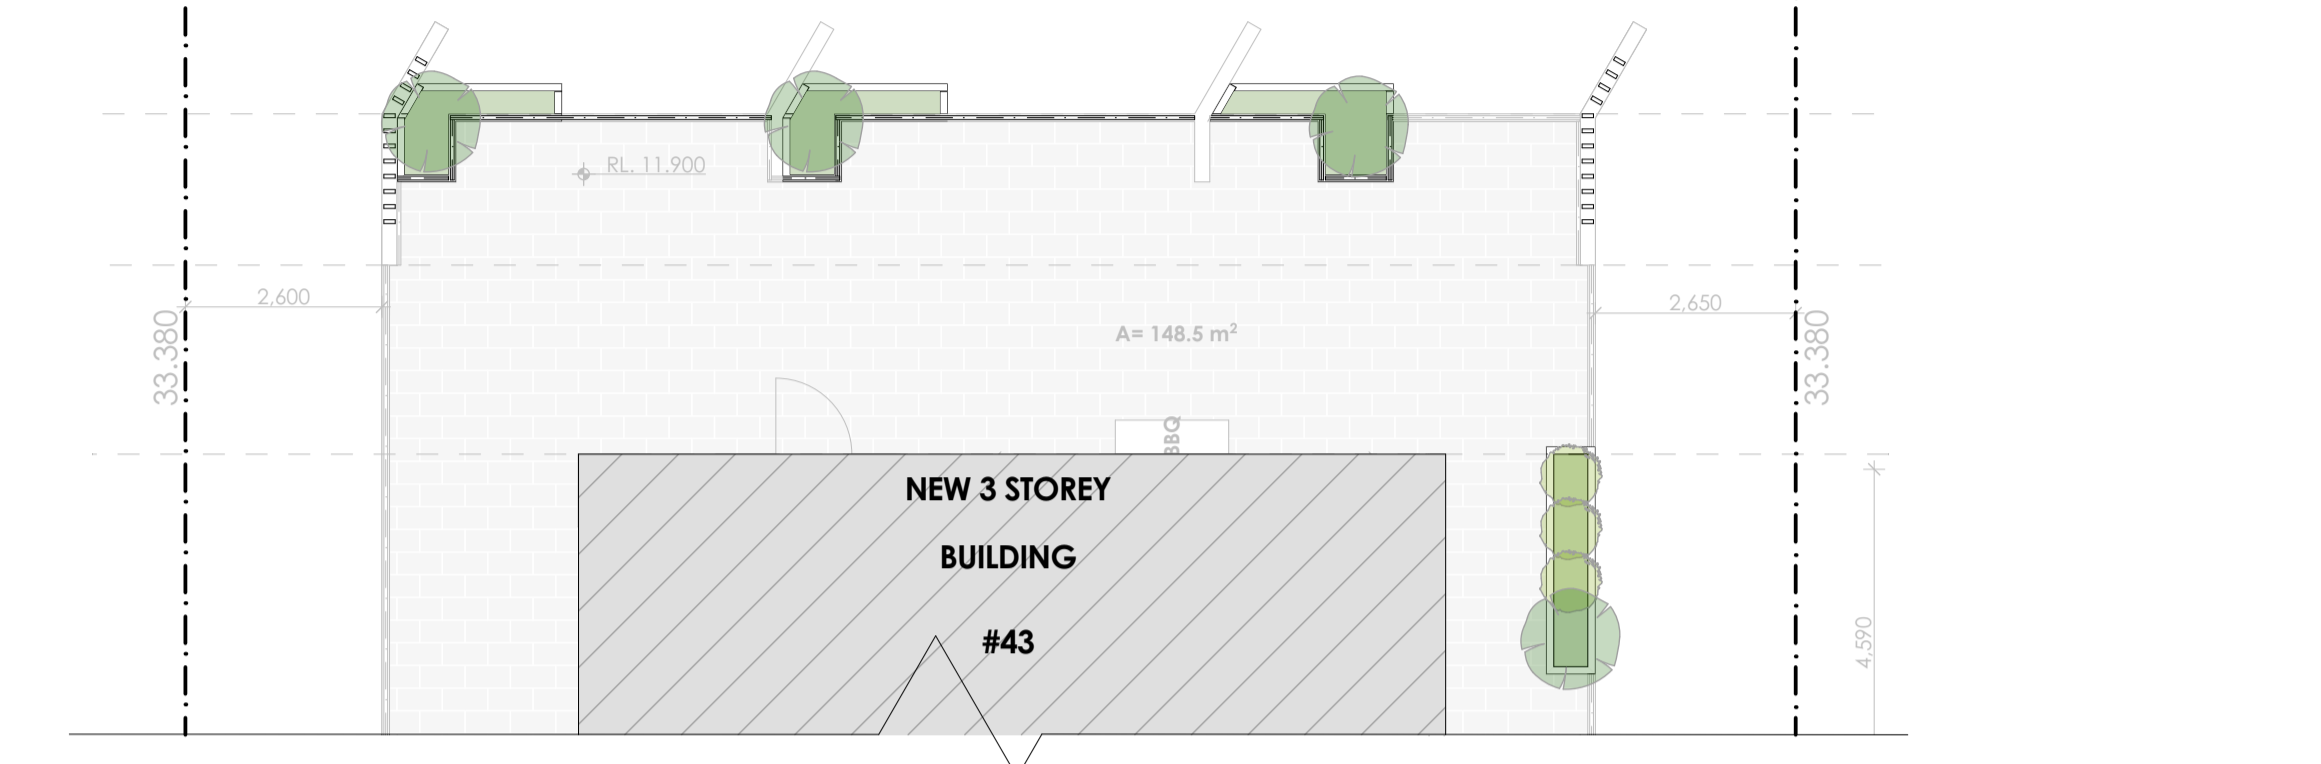 RL. 11.900
2,600
2,650
33.380
33.380
A= 148.5 m²
BBQ
NEW 3 STOREY
BUILDING
#43
4,590